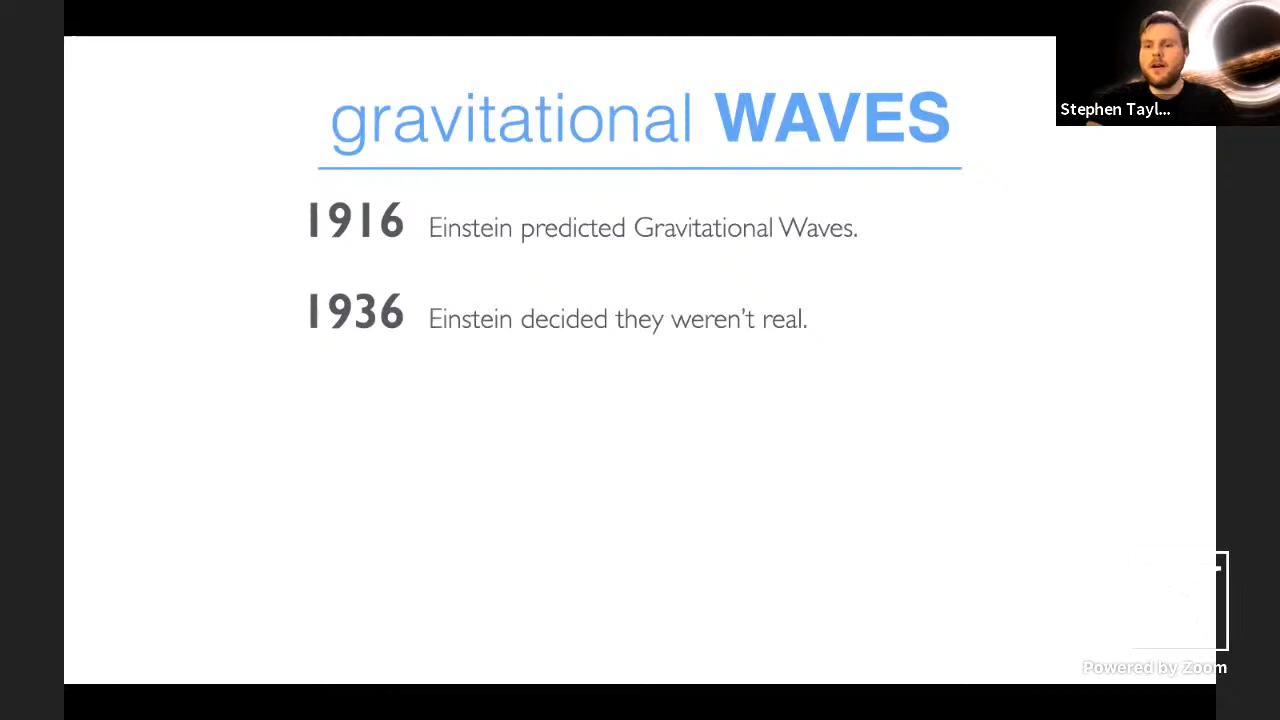 gravitational WAVES
Stephen Tayl...
1916 Einstein predicted Gravitational Waves.
1936 Einstein decided they weren't real.
Powered by Zoom